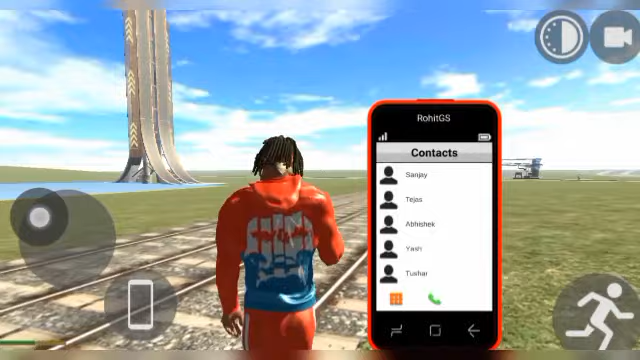 RohitGS
Contacts
Sanjay
Tejas
Abhishek
Yash
Tushar